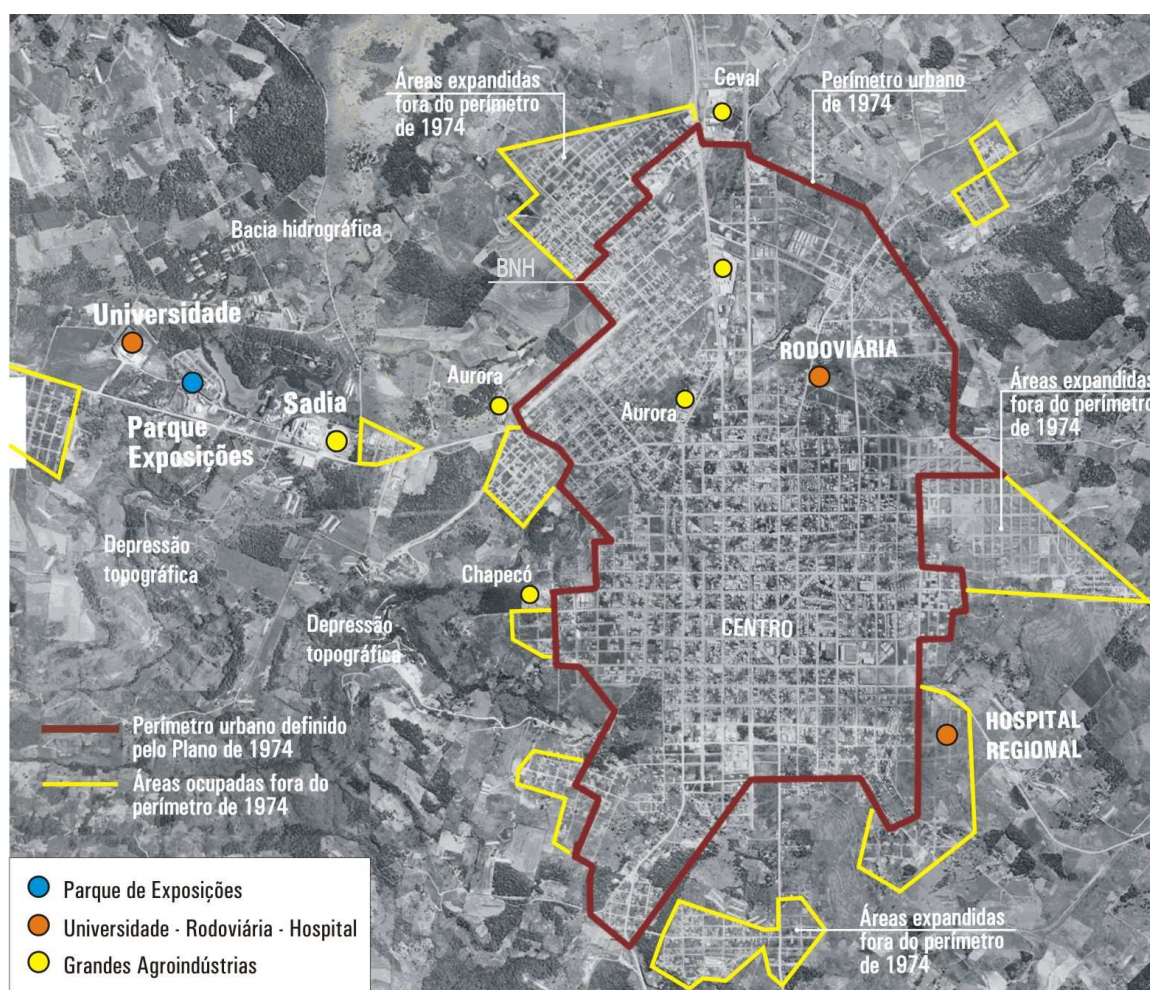 Áreas expandidas
fora do perímetro
de 1974
Ceval
Perímetro urbano
de 1974
Bacia hidrográfica
BNH
Universidade
RODOVIÁRIA
Aurora
Aurora
Áreas expandidas
fora do perímetro
de 1974
Sadia
Parque
Exposições
Depressão
topográfica
Chapecó
Depressão
topográfica
CENTRO
HOSPITAL
REGIONAL
Perímetro urbano definido
pelo Plano de 1974
Áreas ocupadas fora do
perímetro de 1974
Parque de Exposições
Universidade - Rodoviária - Hospital
Grandes Agroindústrias
Áreas expandidas
fora do perímetro
de 1974